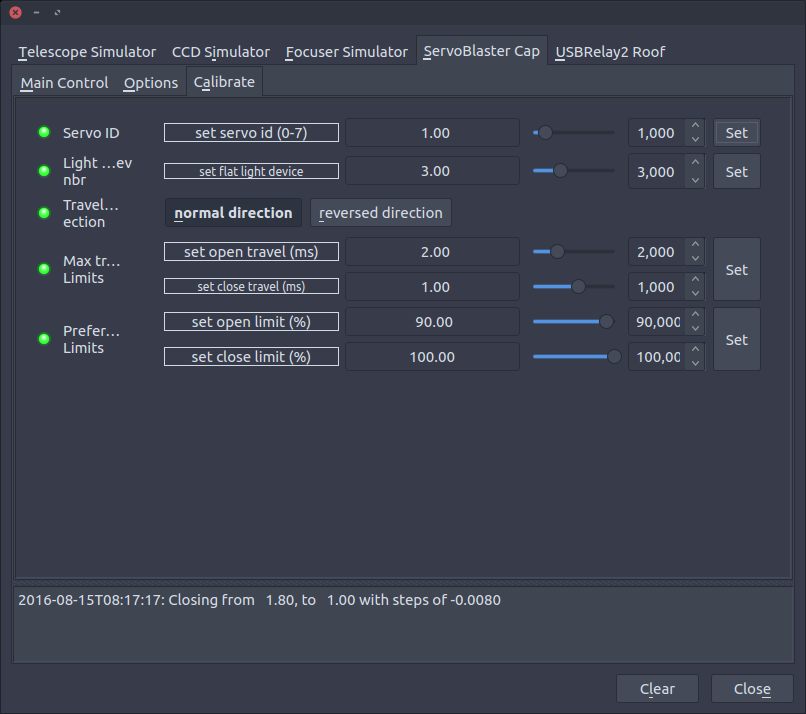 Telescope Simulator CCD Simulator Focuser Simulator ServoBlaster Cap USBRelay2 Roof
Main Control Options Calibrate
Servo ID set servo id (0-7) 1.00 1,000 Set
Light …ev
nbr set flat light device 3.00 3,000 Set
Travel…
ection normal direction reversed direction
Max tr…
Limits
set open travel (ms) 2.00 2,000
set close travel (ms) 1.00 1,000
Set
Prefer…
Limits
set open limit (%) 90.00 90,000
set close limit (%) 100.00 100,00
Set
2016-08-15T08:17:17: Closing from 1.80, to 1.00 with steps of -0.0080
Clear Close